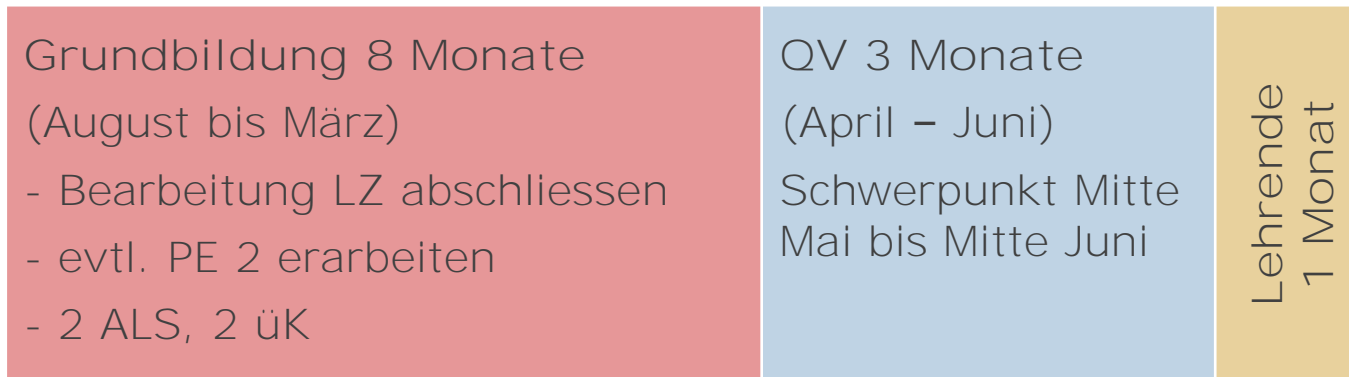 Grundbildung 8 Monate
(August bis März)
- Bearbeitung LZ abschliessen
- evtl. PE 2 erarbeiten
- 2 ALS, 2 üK
QV 3 Monate
(April – Juni)
Schwerpunkt Mitte
Mai bis Mitte Juni
Lehrende
1 Monat